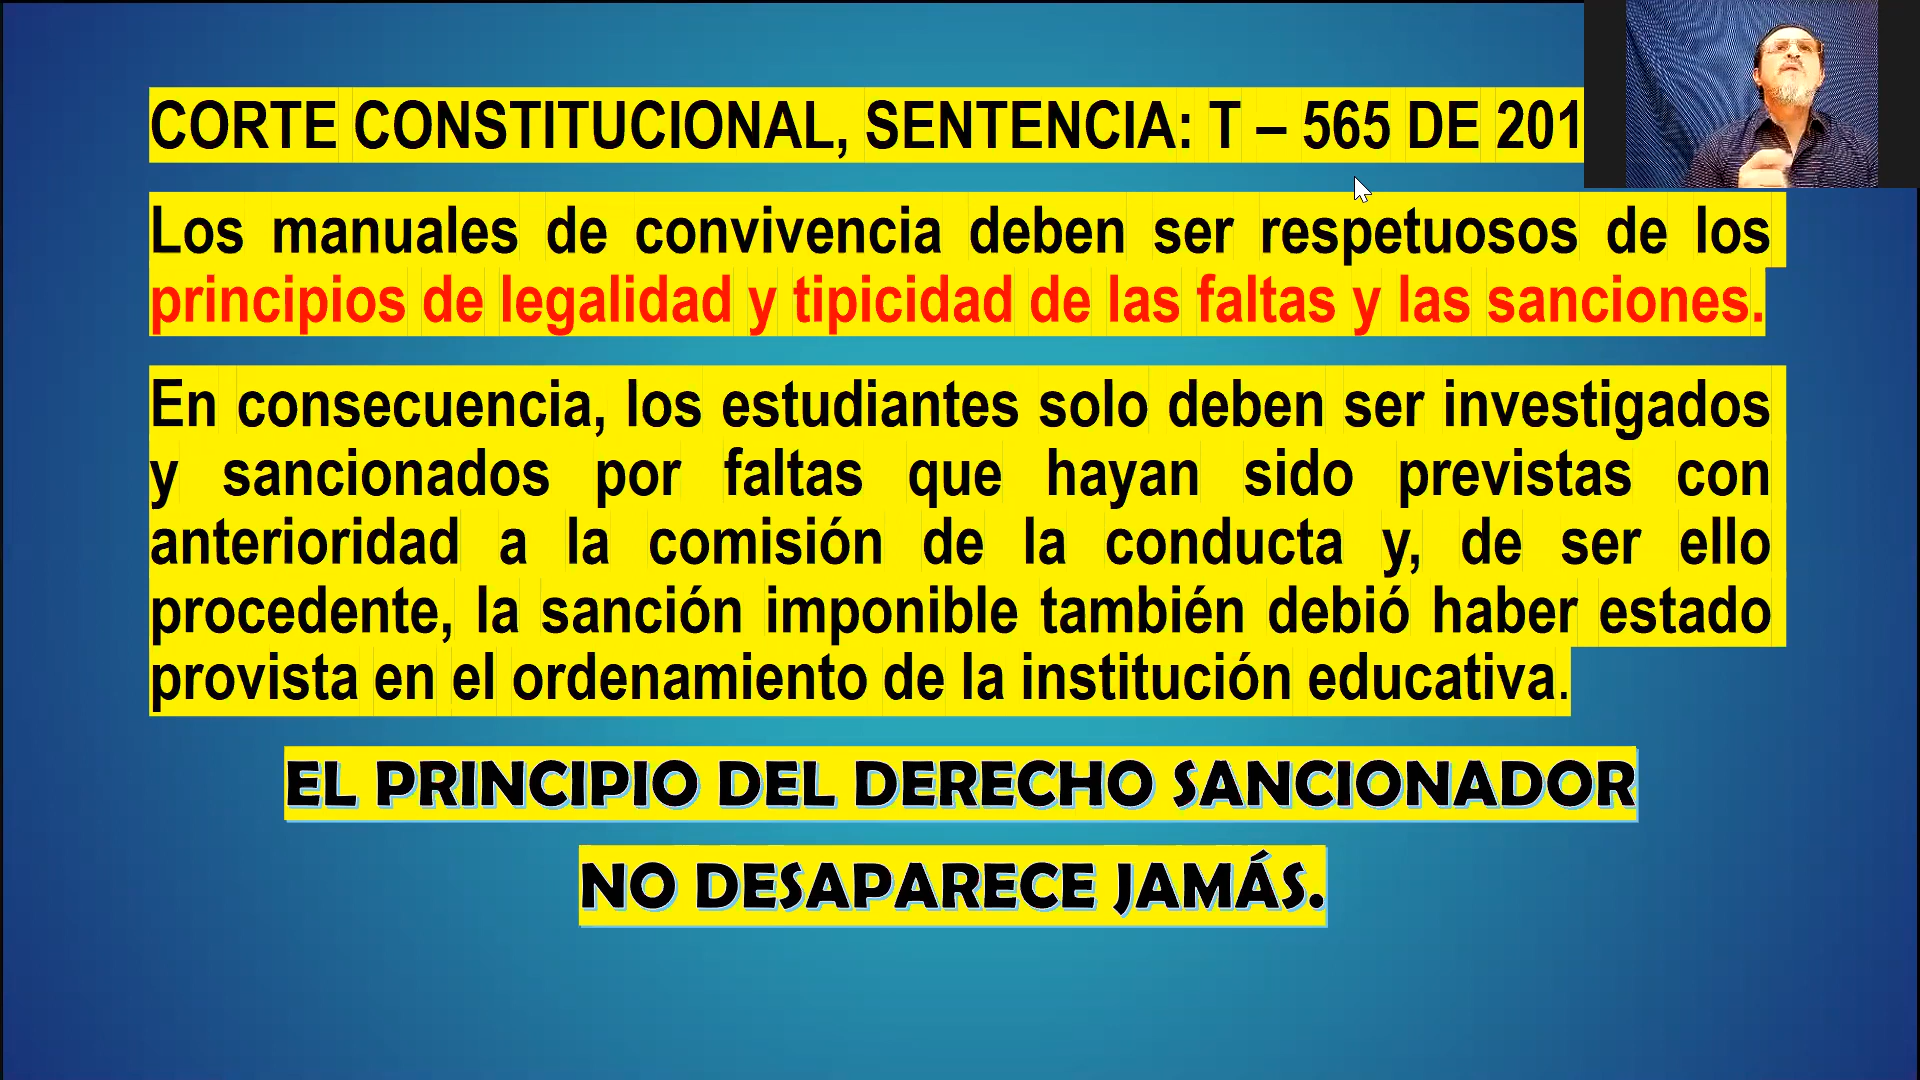 CORTE CONSTITUCIONAL, SENTENCIA: T – 565 DE 201
Los manuales de convivencia deben ser respetuosos de los
principios de legalidad y tipicidad de las faltas y las sanciones.
En consecuencia, los estudiantes solo deben ser investigados
y sancionados por faltas que hayan sido previstas con
anterioridad a la comisión de la conducta y, de ser ello
procedente, la sanción imponible también debió haber estado
provista en el ordenamiento de la institución educativa.
EL PRINCIPIO DEL DERECHO SANCIONADOR
NO DESAPARECE JAMÁS.